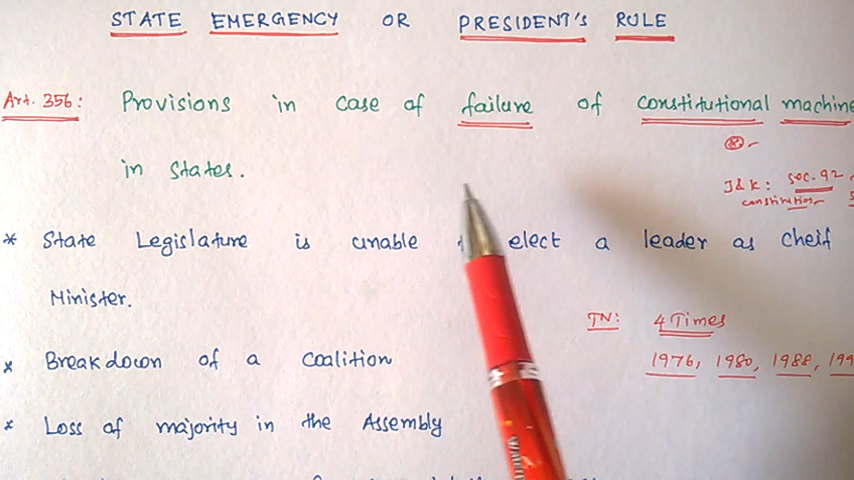 STATE EMERGENCY OR PRESIDENT'S RULE
Art. 356: Provisions in case of failure of constitutional machine
in States.
J&K: sec. 92
constitution
* State Legislature is unable elect a leader as cheif
Minister.
TN: 4 Times
* Breakdown of a coalition
1976, 1980, 1988, 199
* Loss of majority in the Assembly